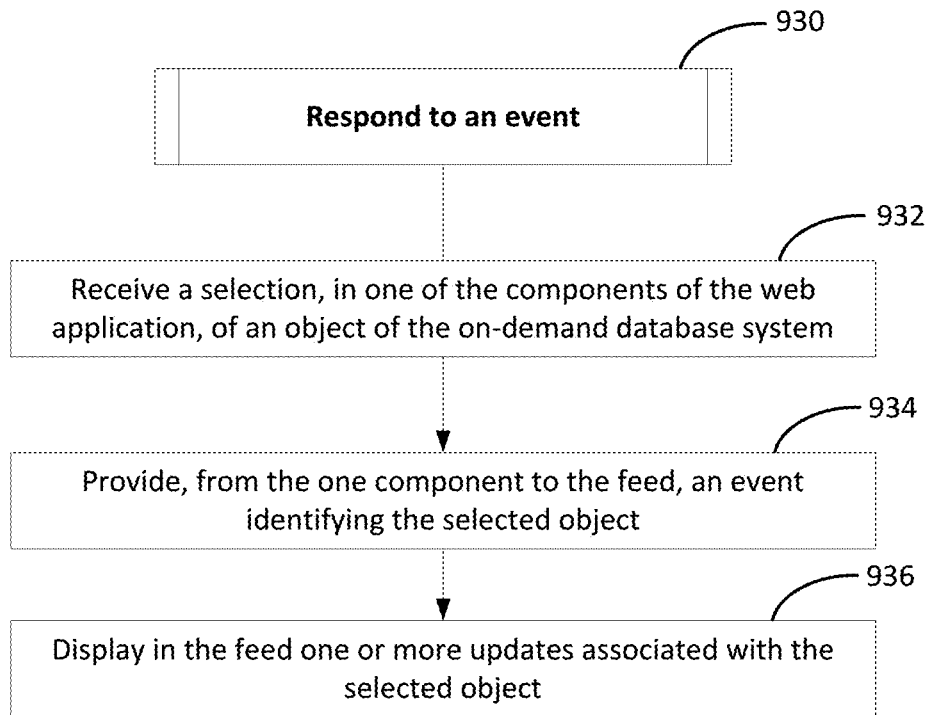 930
Respond to an event
932
Receive a selection, in one of the components of the web
application, of an object of the on-demand database system
934
Provide, from the one component to the feed, an event
identifying the selected object
936
Display in the feed one or more updates associated with the
selected object